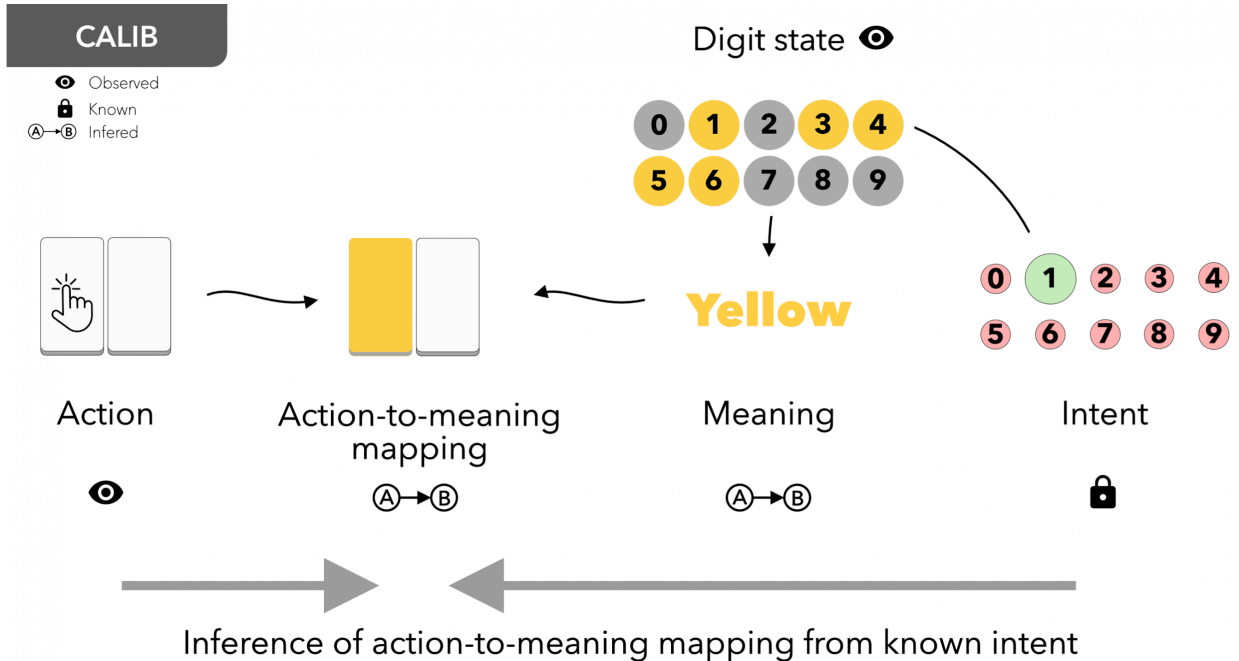 CALIB
Observed
Known
A B Infered
Digit state
0 1 2 3 4
5 6 7 8 9
Yellow
0 1 2 3 4
5 6 7 8 9
Action
Action-to-meaning
mapping
Meaning
Intent
A B
A B
Inference of action-to-meaning mapping from known intent